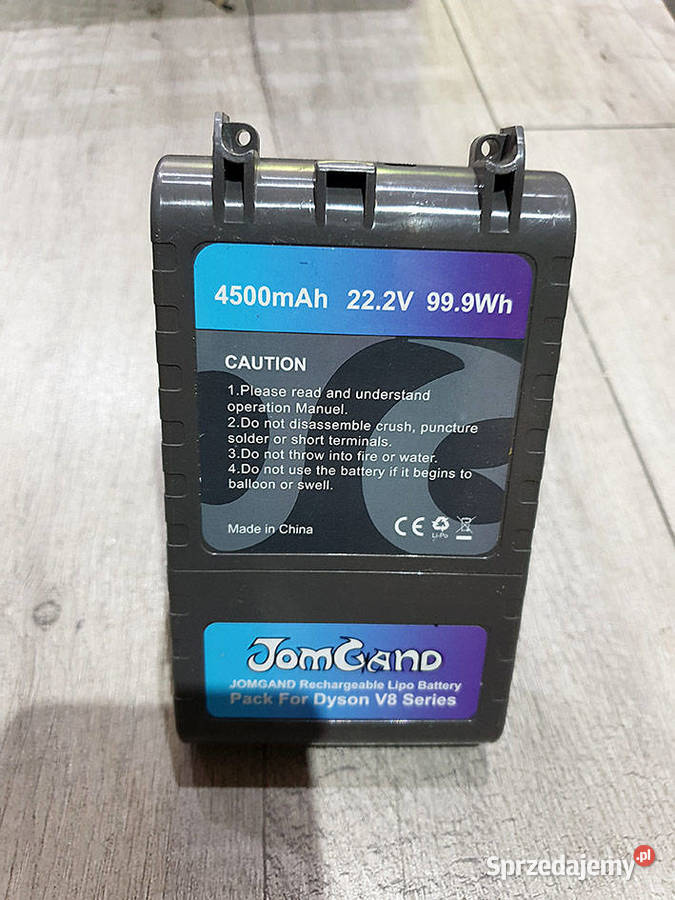 4500mAh 22.2V 99.9Wh
CAUTION
1.Please read and understand
operation Manuel.
2.Do not disassemble crush, puncture
solder or short terminals.
3.Do not throw into fire or water.
4.Do not use the battery if it begins to
balloon or swell.
Made in China
CE
Li-Po
JOMGAND
JOMGAND Rechargeable Lipo Battery
Pack For Dyson V8 Series
Sprzedajemy.pl